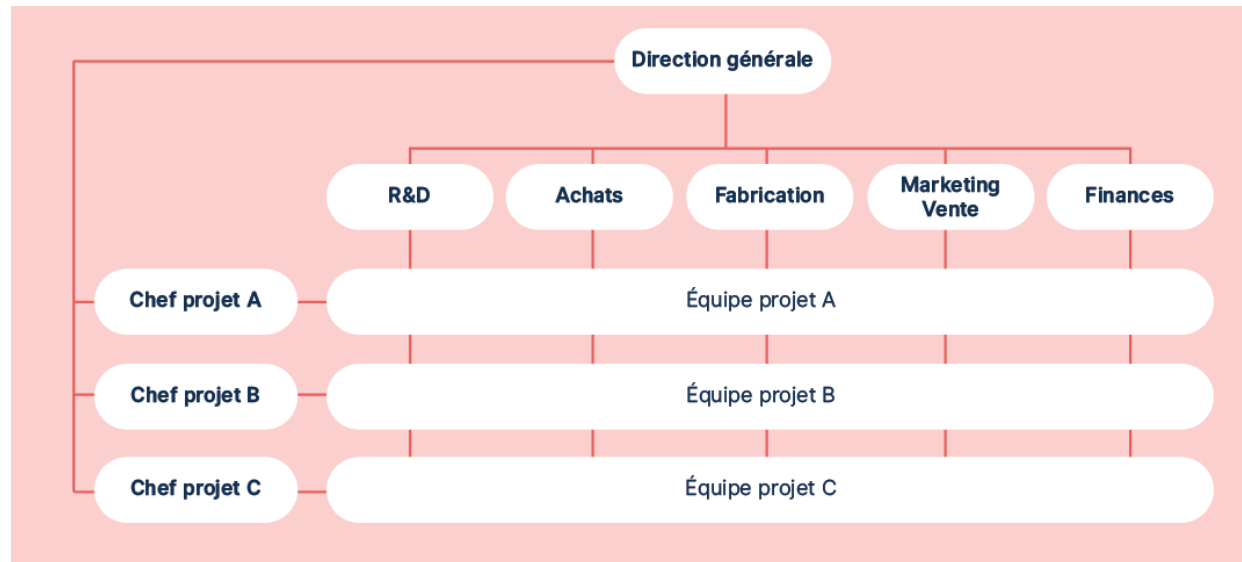 Direction générale
R&D
Achats
Fabrication
Marketing
Vente
Finances
Chef projet A
Équipe projet A
Chef projet B
Équipe projet B
Chef projet C
Équipe projet C